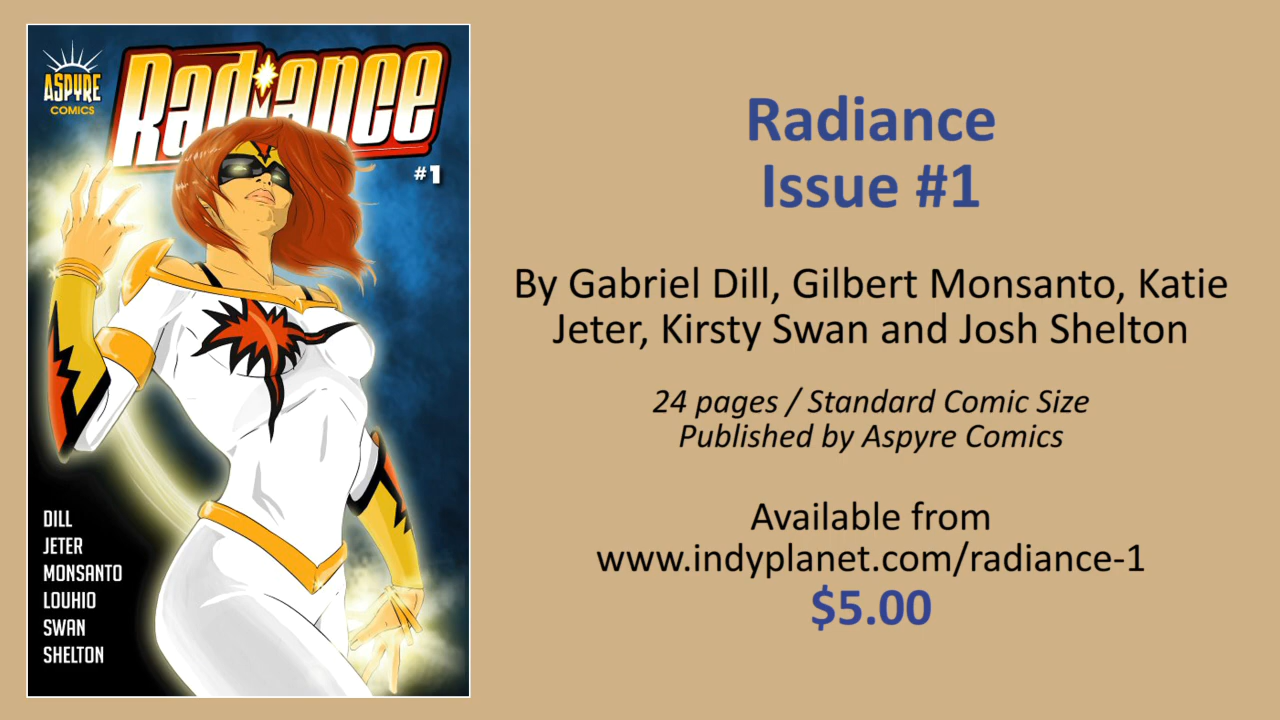 ASPYRE
COMICS
Radiance
#1
DILL
JETER
MONSANTO
LOUHIO
SWAN
SHELTON
Radiance
Issue #1
By Gabriel Dill, Gilbert Monsanto, Katie
Jeter, Kirsty Swan and Josh Shelton
24 pages / Standard Comic Size
Published by Aspyre Comics
Available from
www.indyplanet.com/radiance-1
$5.00